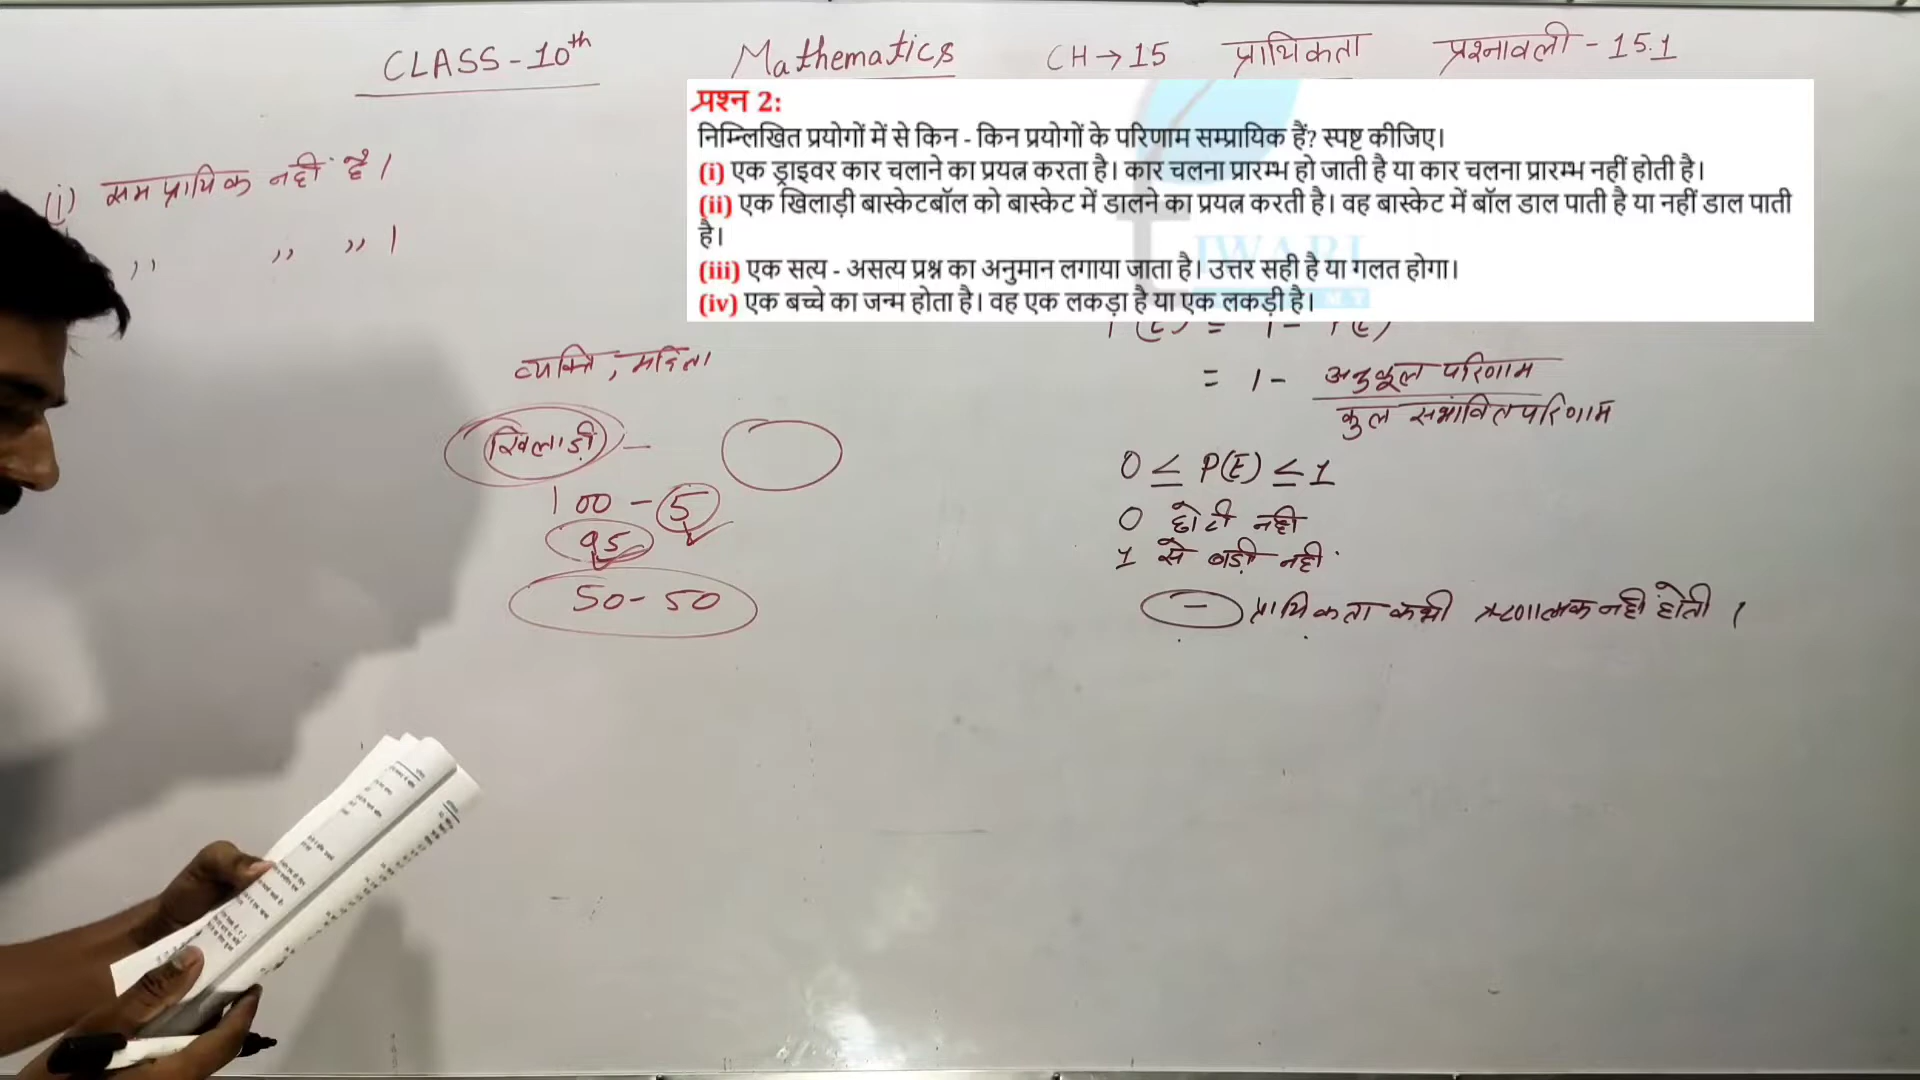 CLASS-10th Mathematics CH→15 प्रायिकता प्रश्नावली - 15.1
प्रश्न 2:
निम्न्लिखित प्रयोगों में से किन - किन प्रयोगों के परिणाम सम्प्रायिक हैं? स्पष्ट कीजिए।
(i) एक ड्राइवर कार चलाने का प्रयत्न करता है। कार चलना प्रारम्भ हो जाती है या कार चलना प्रारम्भ नहीं होती है।
(ii) एक खिलाड़ी बास्केटबॉल को बास्केट में डालने का प्रयत्न करती है। वह बास्केट में बॉल डाल पाती है या नहीं डाल पाती
है।
(iii) एक सत्य - असत्य प्रश्न का अनुमान लगाया जाता है। उत्तर सही है या गलत होगा।
(iv) एक बच्चे का जन्म होता है। वह एक लकड़ा है या एक लकड़ी है।
(i) सम प्रायिक नहीं है।
,, ,, ,, ।
व्यक्ति, महिला
खिलाड़ी -
100 - 5
95
50 - 50
= 1 - अनुकूल परिणाम
कुल सभांवित परिणाम
0 ≤ P(E) ≤ 1
0 छोटी नही
1 से बड़ी नही
- प्रायिकता कभी ऋणात्मक नही होती ।